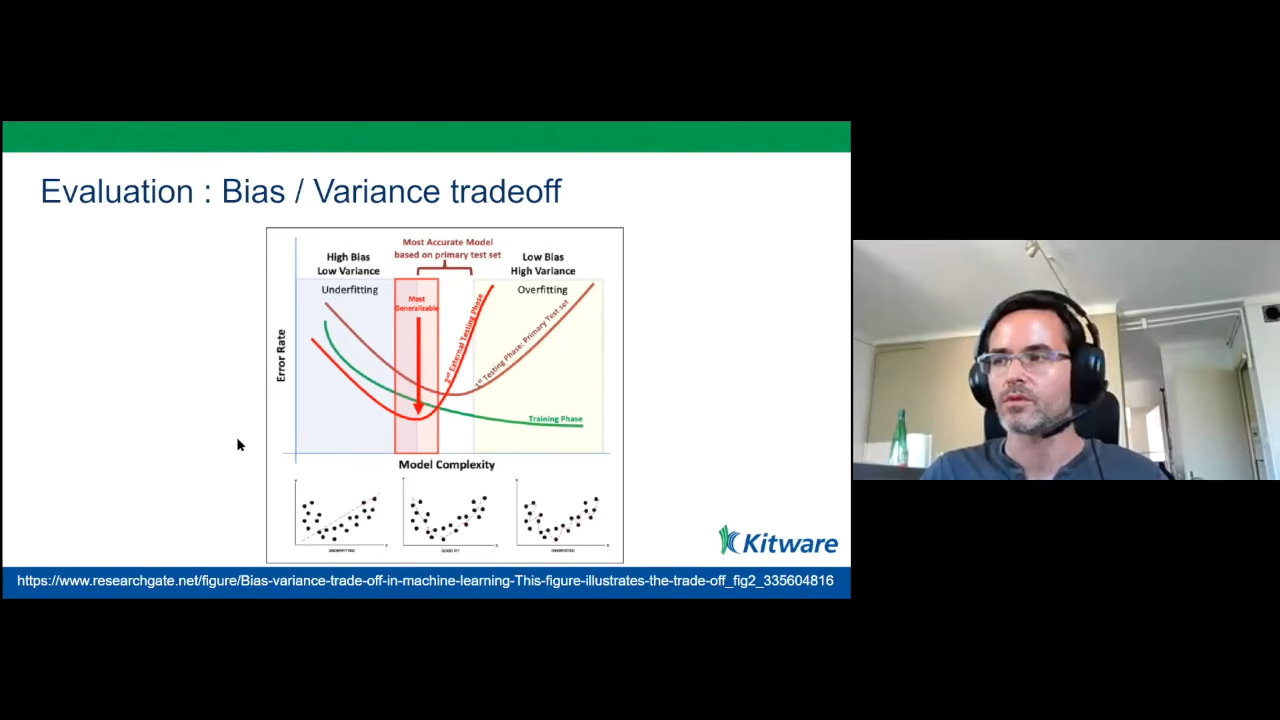 Evaluation : Bias / Variance tradeoff
Most Accurate Model
based on primary test set
High Bias
Low Variance
Low Bias
High Variance
Underfitting
Most
Generalizable
Overfitting
Error Rate
2nd External Testing Phase
1st Testing Phase: Primary Test set
Training Phase
Model Complexity
GOOD FIT
Kitware
https://www.researchgate.net/figure/Bias-variance-trade-off-in-machine-learning-This-figure-illustrates-the-trade-off_fig2_335604816